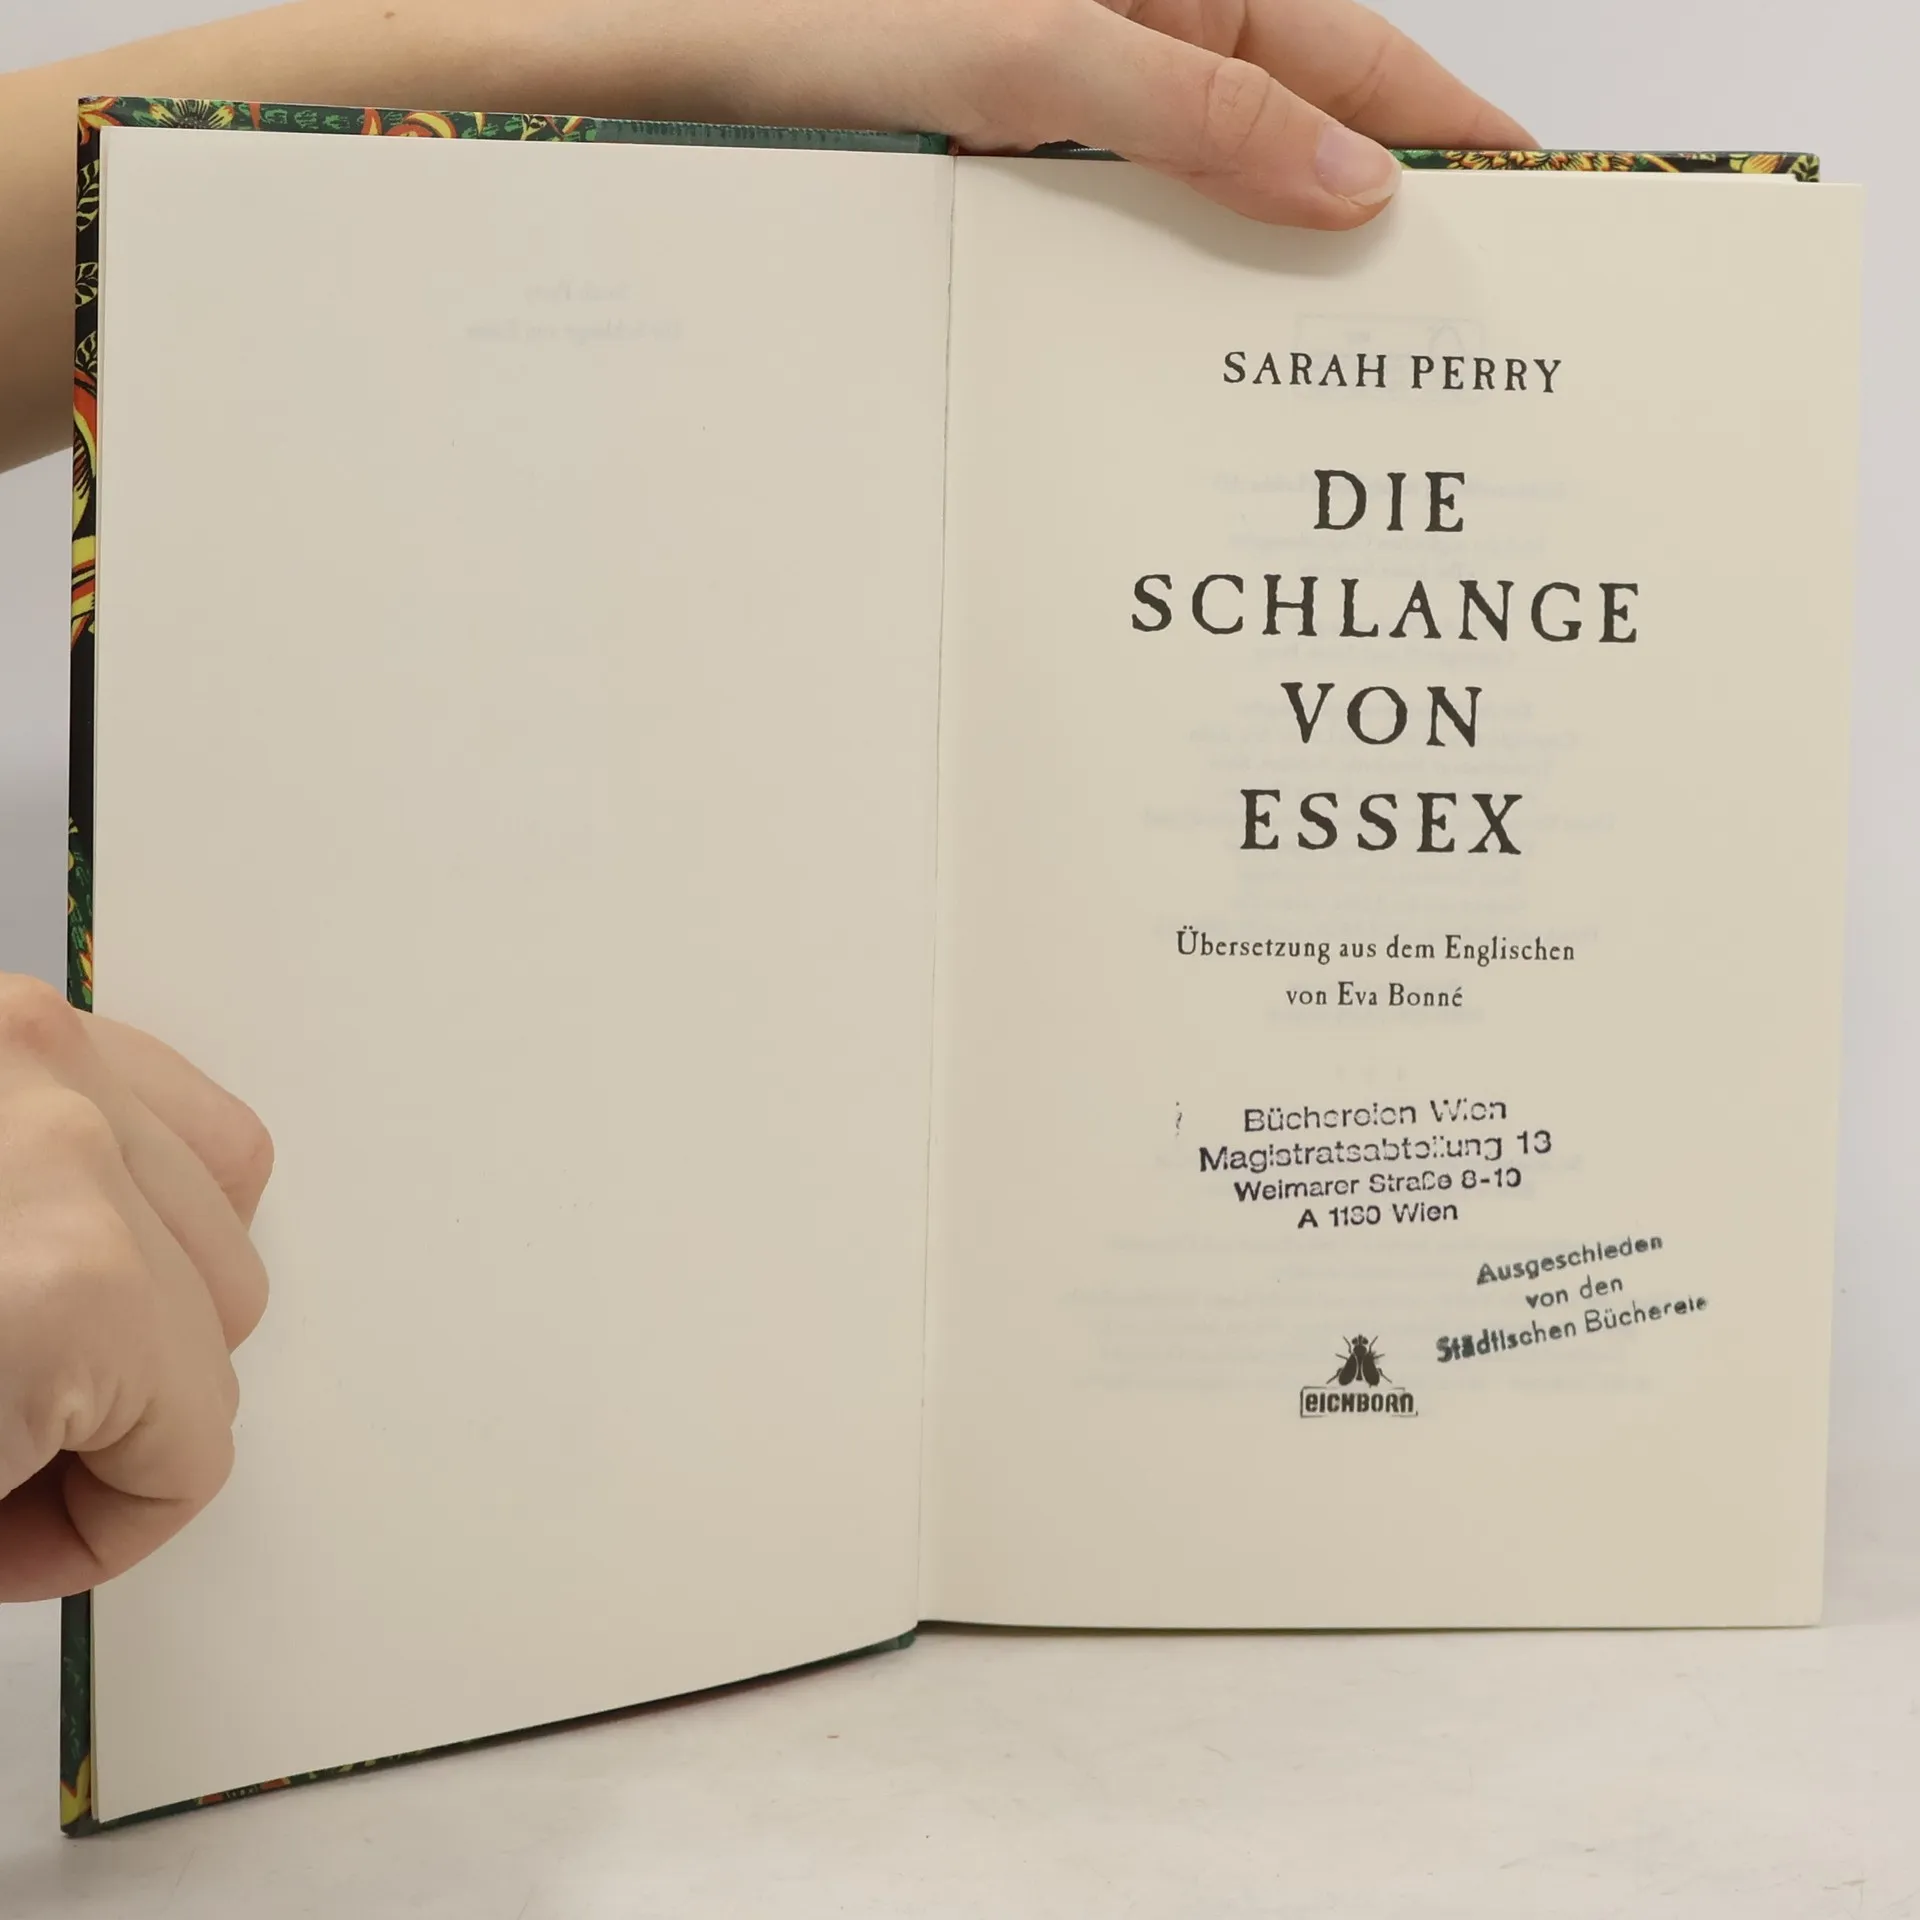 SARAH PERRY
DIE
SCHLANGE
VON
ESSEX
Übersetzung aus dem Englischen
von Eva Bonné
Büchereien Wien
Magistratsabteilung 13
Weimarer Straße 8-10
A 1180 Wien
Ausgeschieden
von den
Städtischen Büchereie
eichborn